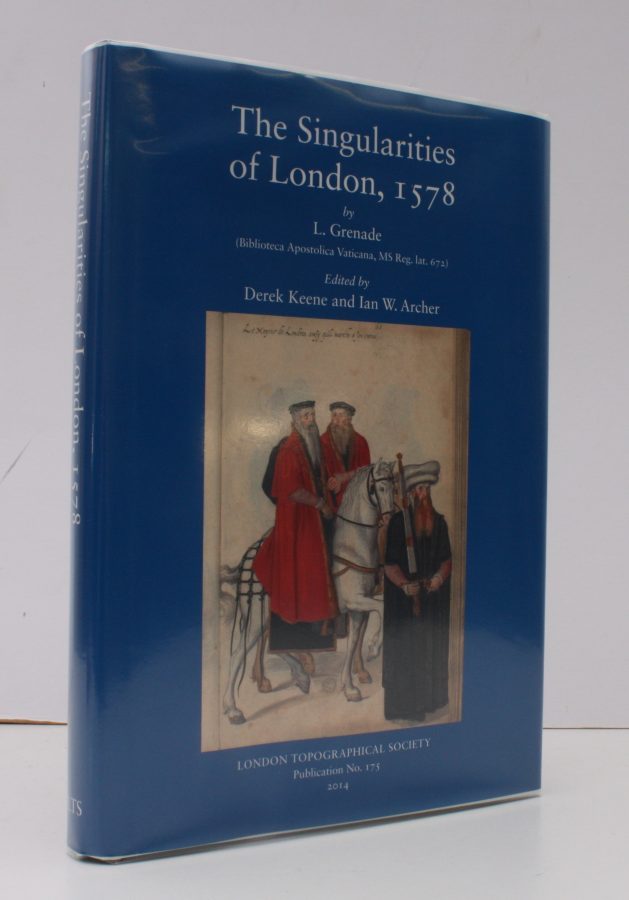 The Singularities
of London, 1578
by
L. Grenade
(Biblioteca Apostolica Vaticana, MS Reg. lat. 672)
Edited by
Derek Keene and Ian W. Archer
LONDON TOPOGRAPHICAL SOCIETY
Publication No. 175
2014
The Singularities of London, 1578
LTS